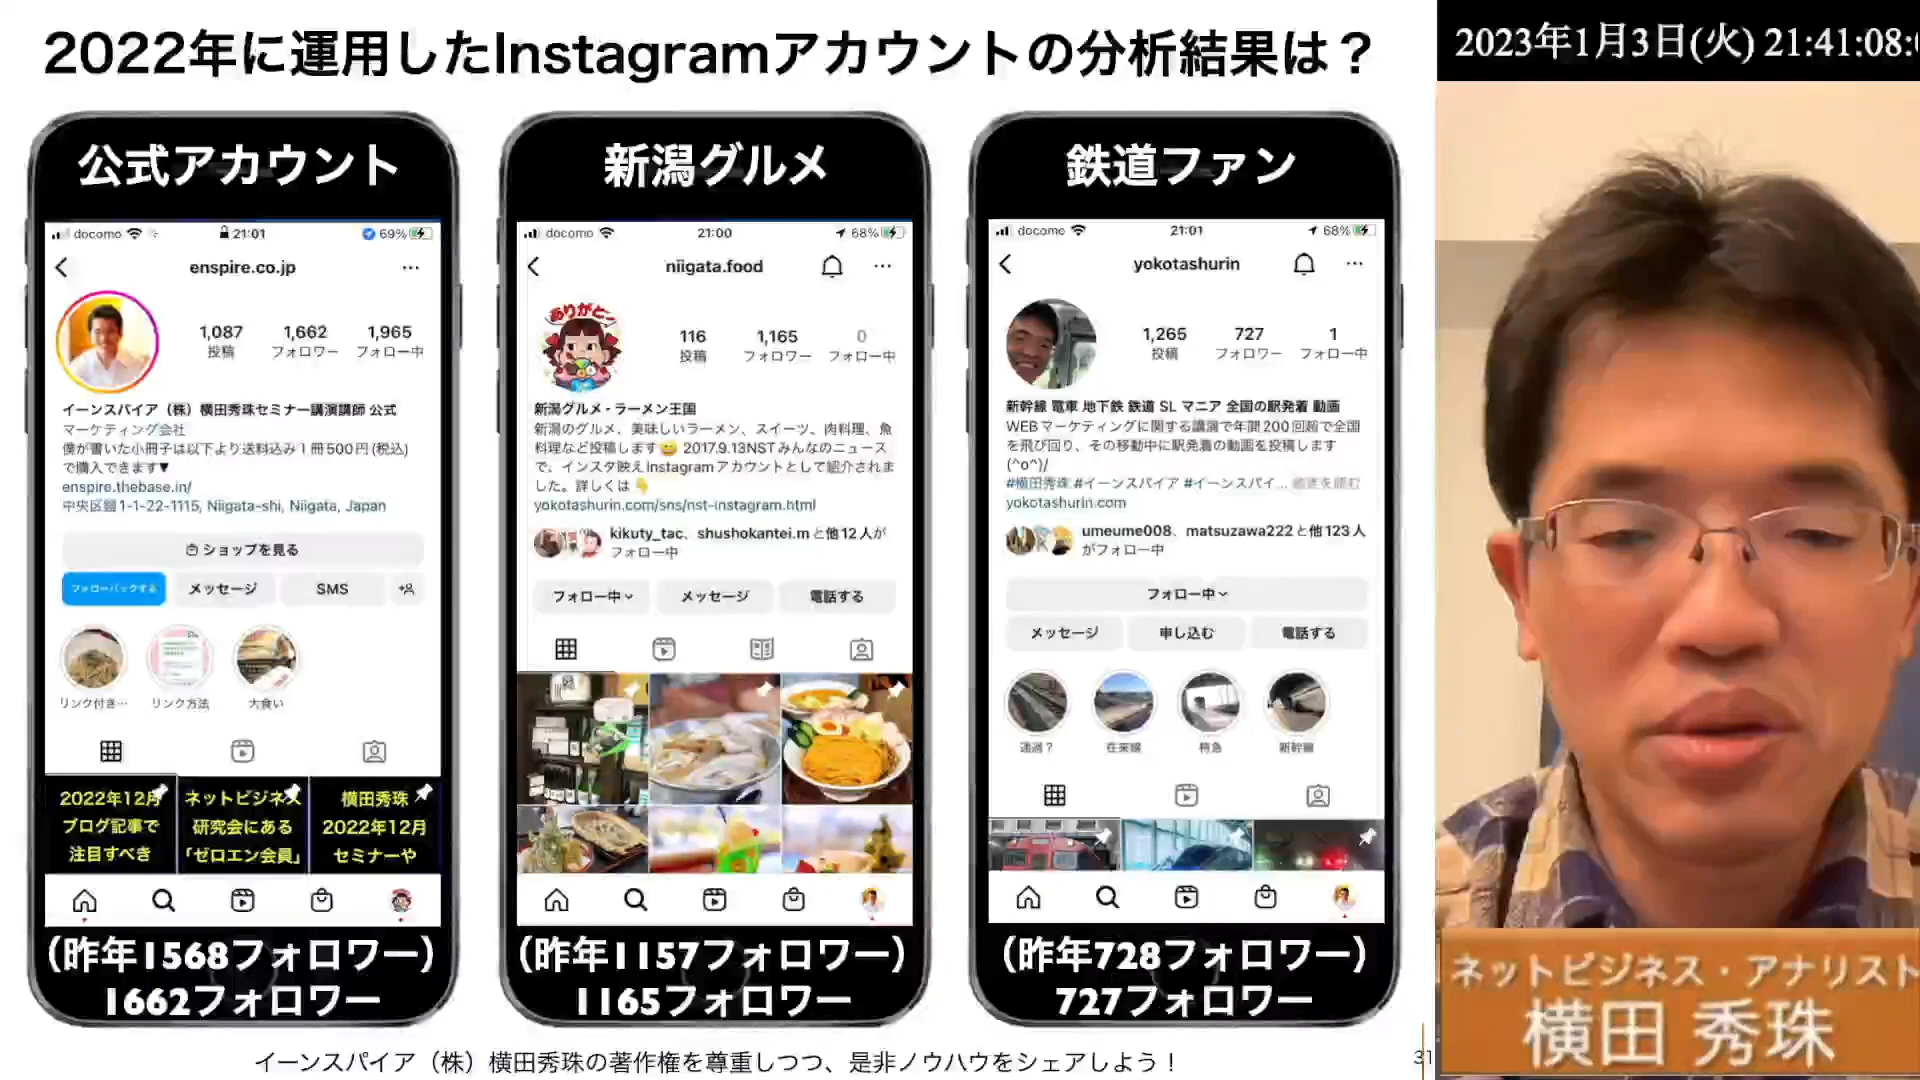 2022年に運用したInstagramアカウントの分析結果は？
2023年1月3日(火) 21:41:08:
公式アカウント
docomo 21:01 69%
enspire.co.jp
1,087 1,662 1,965
投稿 フォロワー フォロー中
イーンスパイア（株）横田秀珠セミナー講演講師 公式
マーケティング会社
僕が書いた小冊子は以下より送料込み１冊500円(税込)
で購入できます▼
enspire.thebase.in/
中央区鐙1-1-22-1115, Niigata-shi, Niigata, Japan
ショップを見る
フォローバックする メッセージ SMS
リンク付き… リンク方法 大食い
2022年12月
ブログ記事で
注目すべき
ネットビジネス
研究会にある
「ゼロエン会員」
横田秀珠
2022年12月
セミナーや
(昨年1568フォロワー)
1662フォロワー
新潟グルメ
docomo 21:00 68%
niigata.food
ありがとー
116 1,165 0
投稿 フォロワー フォロー中
新潟グルメ - ラーメン王国
新潟のグルメ、美味しいラーメン、スイーツ、肉料理、魚
料理など投稿します😅 2017.9.13NSTみんなのニュース
で、インスタ映えInstagramアカウントとして紹介されま
した。詳しくは👇
yokotashurin.com/sns/nst-instagram.html
kikuty_tac、shushokantei.mと他12人が
フォロー中
フォロー中 メッセージ 電話する
(昨年1157フォロワー)
1165フォロワー
鉄道ファン
docomo 21:01 68%
yokotashurin
1,265 727 1
投稿 フォロワー フォロー中
新幹線 電車 地下鉄 鉄道 SL マニア 全国の駅発着 動画
WEBマーケティングに関する講演で年間200回超で全国
を飛び回り、その移動中に駅発着の動画を投稿します
(^o^)/
#横田秀珠 #イーンスパイア #イーンスパイ... 続きを読む
yokotashurin.com
umeume008、matsuzawa222と他123人
がフォロー中
フォロー中
メッセージ 申し込む 電話する
通過？ 在来線 特急 新幹線
(昨年728フォロワー)
727フォロワー
イーンスパイア（株）横田秀珠の著作権を尊重しつつ、是非ノウハウをシェアしよう！
31
ネットビジネス・アナリスト
横田 秀珠